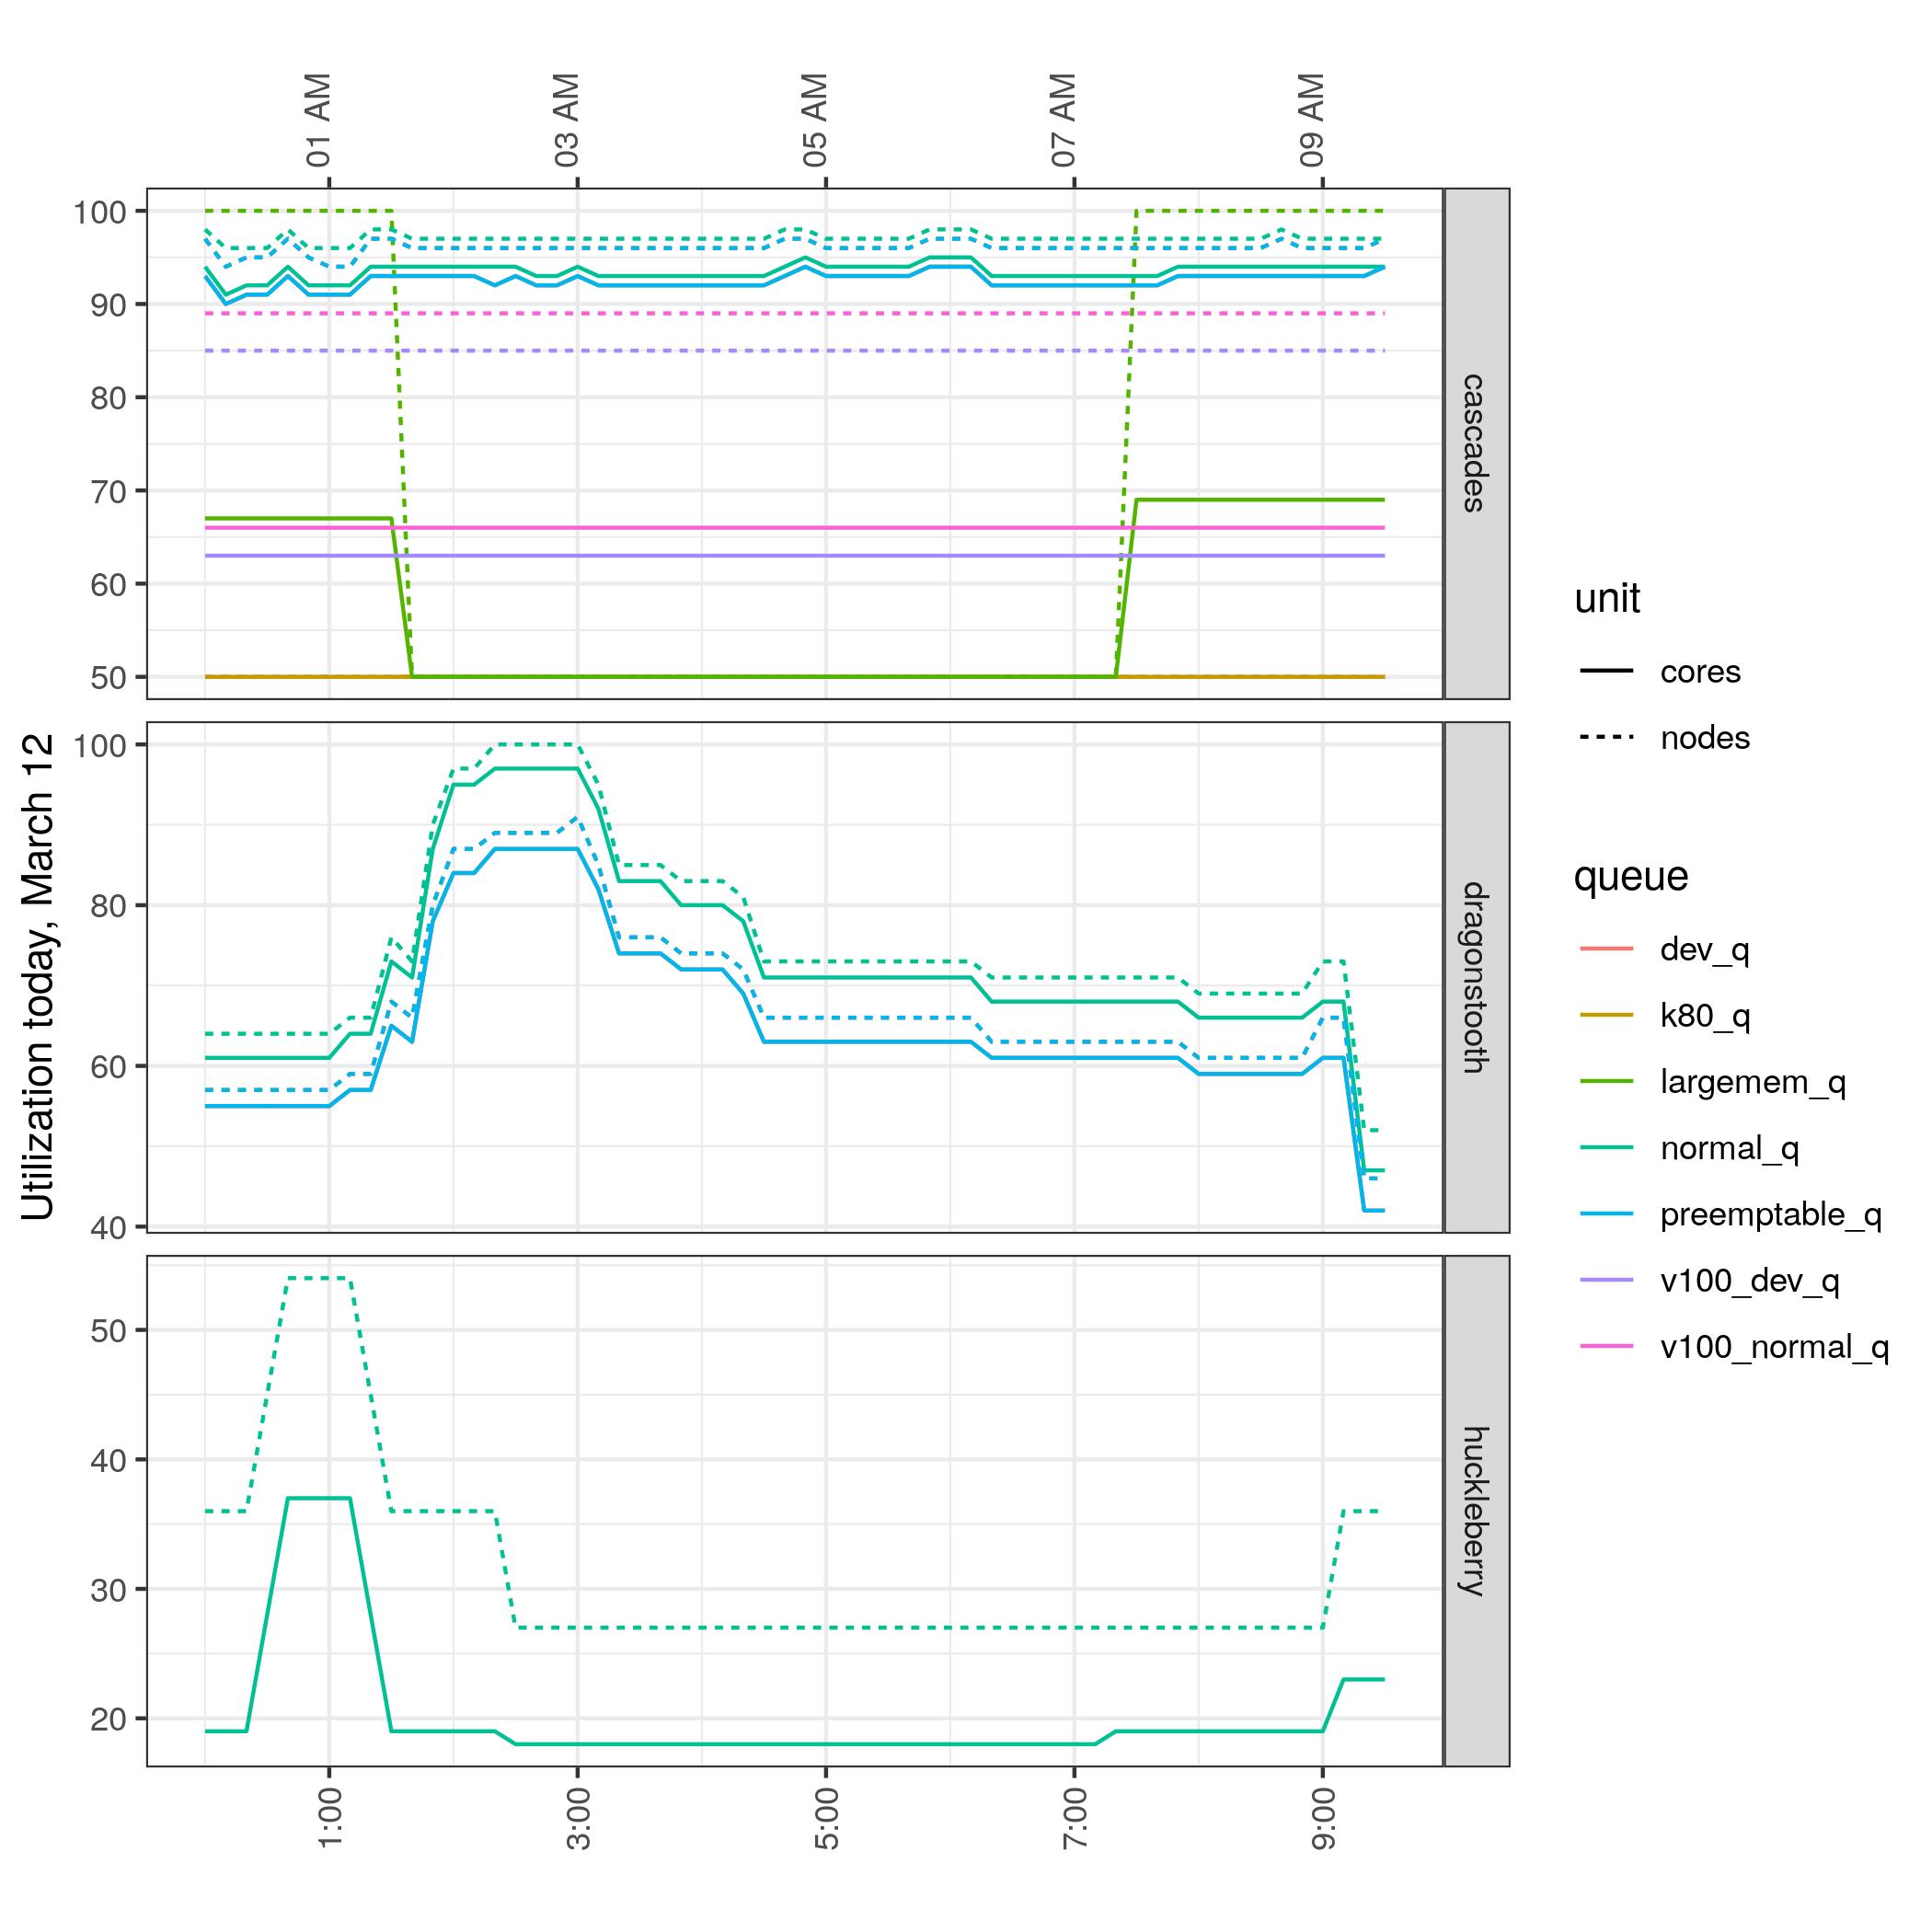 01 AM
03 AM
05 AM
07 AM
09 AM
100
90
80
70
60
50
cascades
Utilization today, March 12
100
80
60
40
dragonstooth
50
40
30
20
huckleberry
1:00
3:00
5:00
7:00
9:00
unit
cores
nodes
queue
dev_q
k80_q
largemem_q
normal_q
preemptable_q
v100_dev_q
v100_normal_q